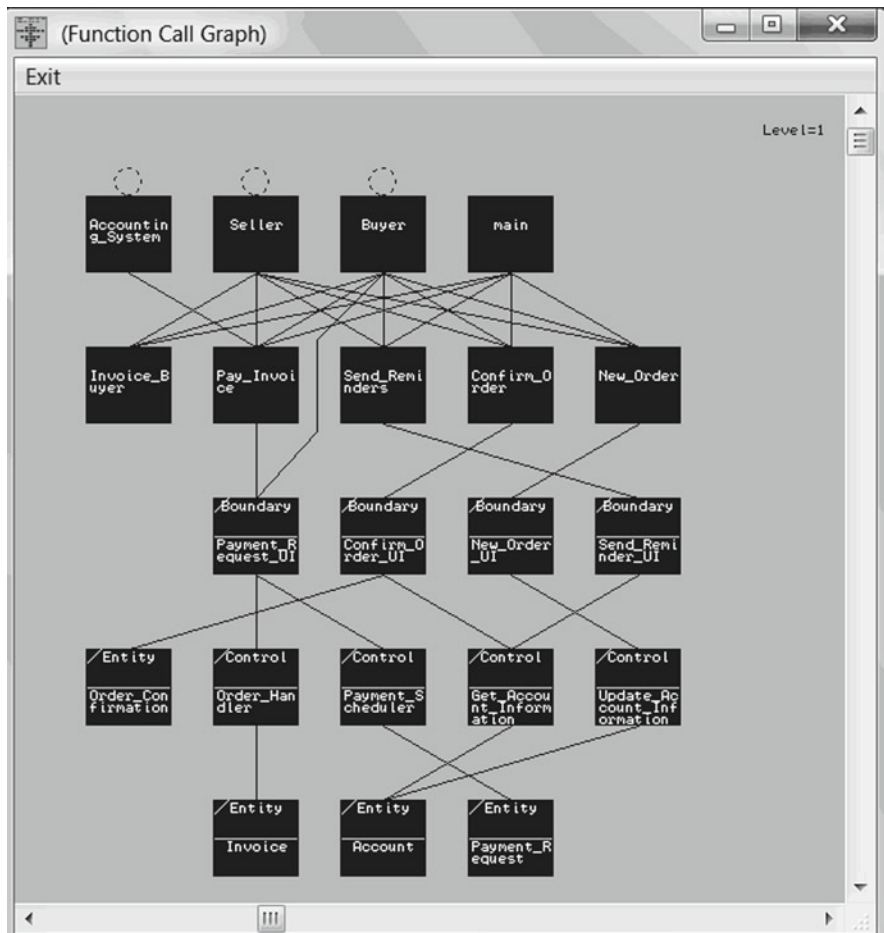 (Function Call Graph)
Exit
Level=1
Accountin
g_System
Seller
Buyer
main
Invoice_B
uyer
Pay_Invoi
ce
Send_Remi
nders
Confirm_O
rder
New_Order
Boundary
Payment_R
equest_UI
Boundary
Confirm_O
rder_UI
Boundary
New_Order
_UI
Boundary
Send_Remi
nder_UI
Entity
Order_Con
firmation
Control
Order_Han
dler
Control
Payment_S
cheduler
Control
Get_Accou
nt_Inform
ation
Control
Update_Ac
count_Inf
ormation
Entity
Invoice
Entity
Account
Entity
Payment_R
equest